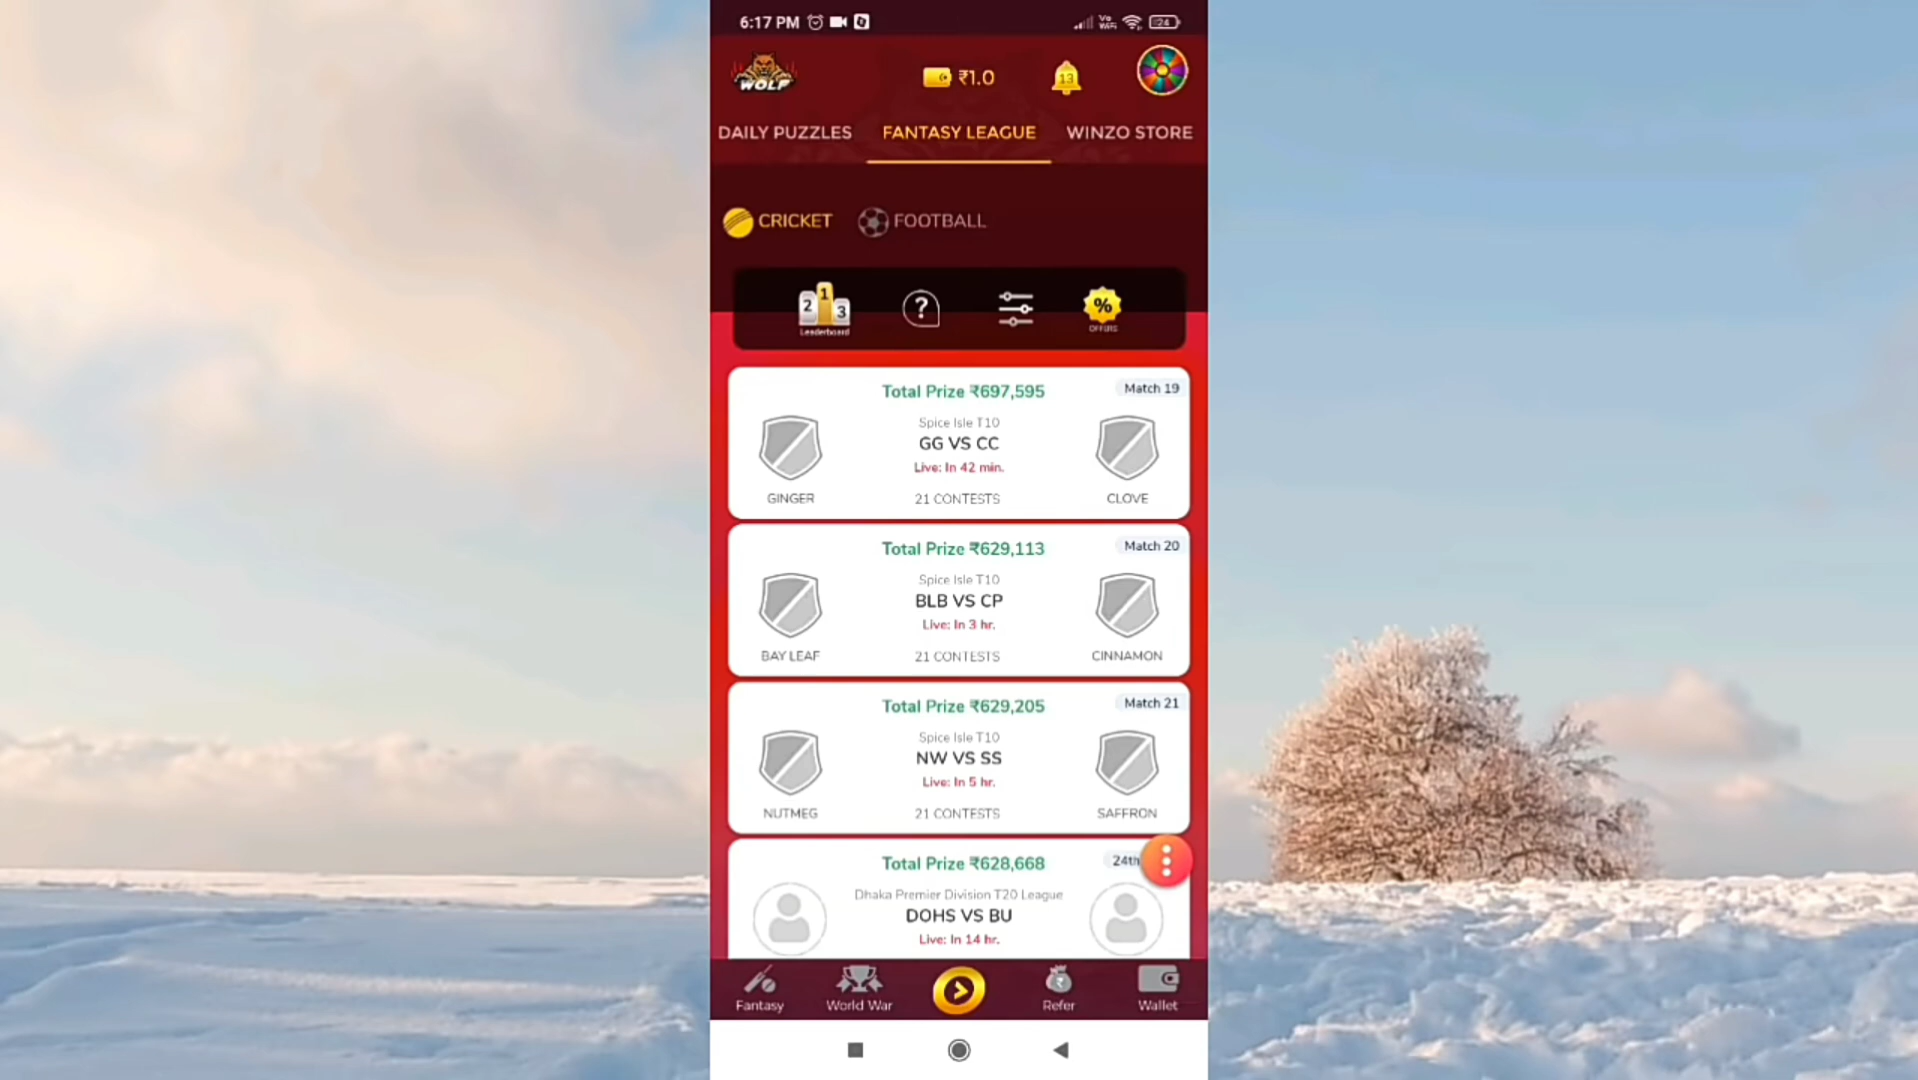 6:17 PM
Vo
WiFi
24
WOLF
₹1.0
13
DAILY PUZZLES
FANTASY LEAGUE
WINZO STORE
CRICKET
FOOTBALL
2 1 3
Leaderboard
?
%
OFFERS
Total Prize ₹697,595
Match 19
Spice Isle T10
GG VS CC
Live: In 42 min.
GINGER
21 CONTESTS
CLOVE
Total Prize ₹629,113
Match 20
Spice Isle T10
BLB VS CP
Live: In 3 hr.
BAY LEAF
21 CONTESTS
CINNAMON
Total Prize ₹629,205
Match 21
Spice Isle T10
NW VS SS
Live: In 5 hr.
NUTMEG
21 CONTESTS
SAFFRON
Total Prize ₹628,668
24th
Dhaka Premier Division T20 League
DOHS VS BU
Live: In 14 hr.
Fantasy
World War
Refer
Wallet